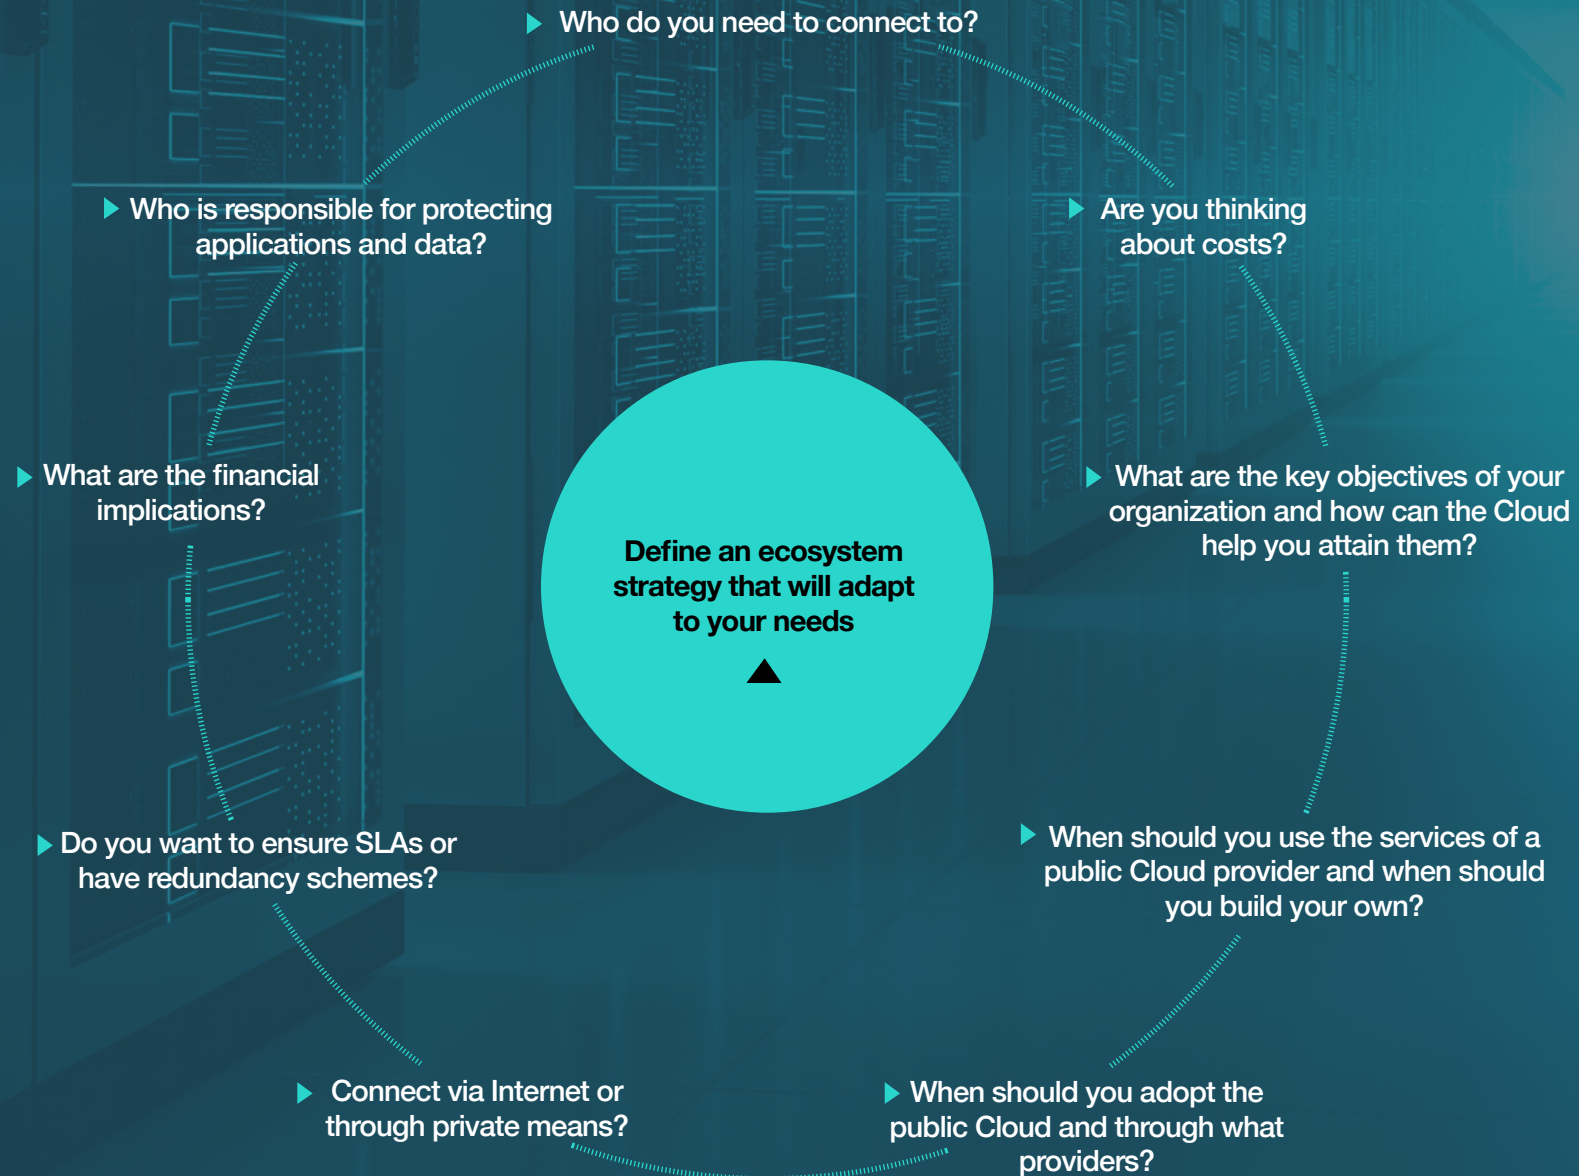 Who do you need to connect to?
Who is responsible for protecting
applications and data?
Are you thinking
about costs?
What are the financial
implications?
What are the key objectives of your
organization and how can the Cloud
help you attain them?
Define an ecosystem
strategy that will adapt
to your needs
Do you want to ensure SLAs or
have redundancy schemes?
When should you use the services of a
public Cloud provider and when should
you build your own?
Connect via Internet or
through private means?
When should you adopt the
public Cloud and through what
providers?